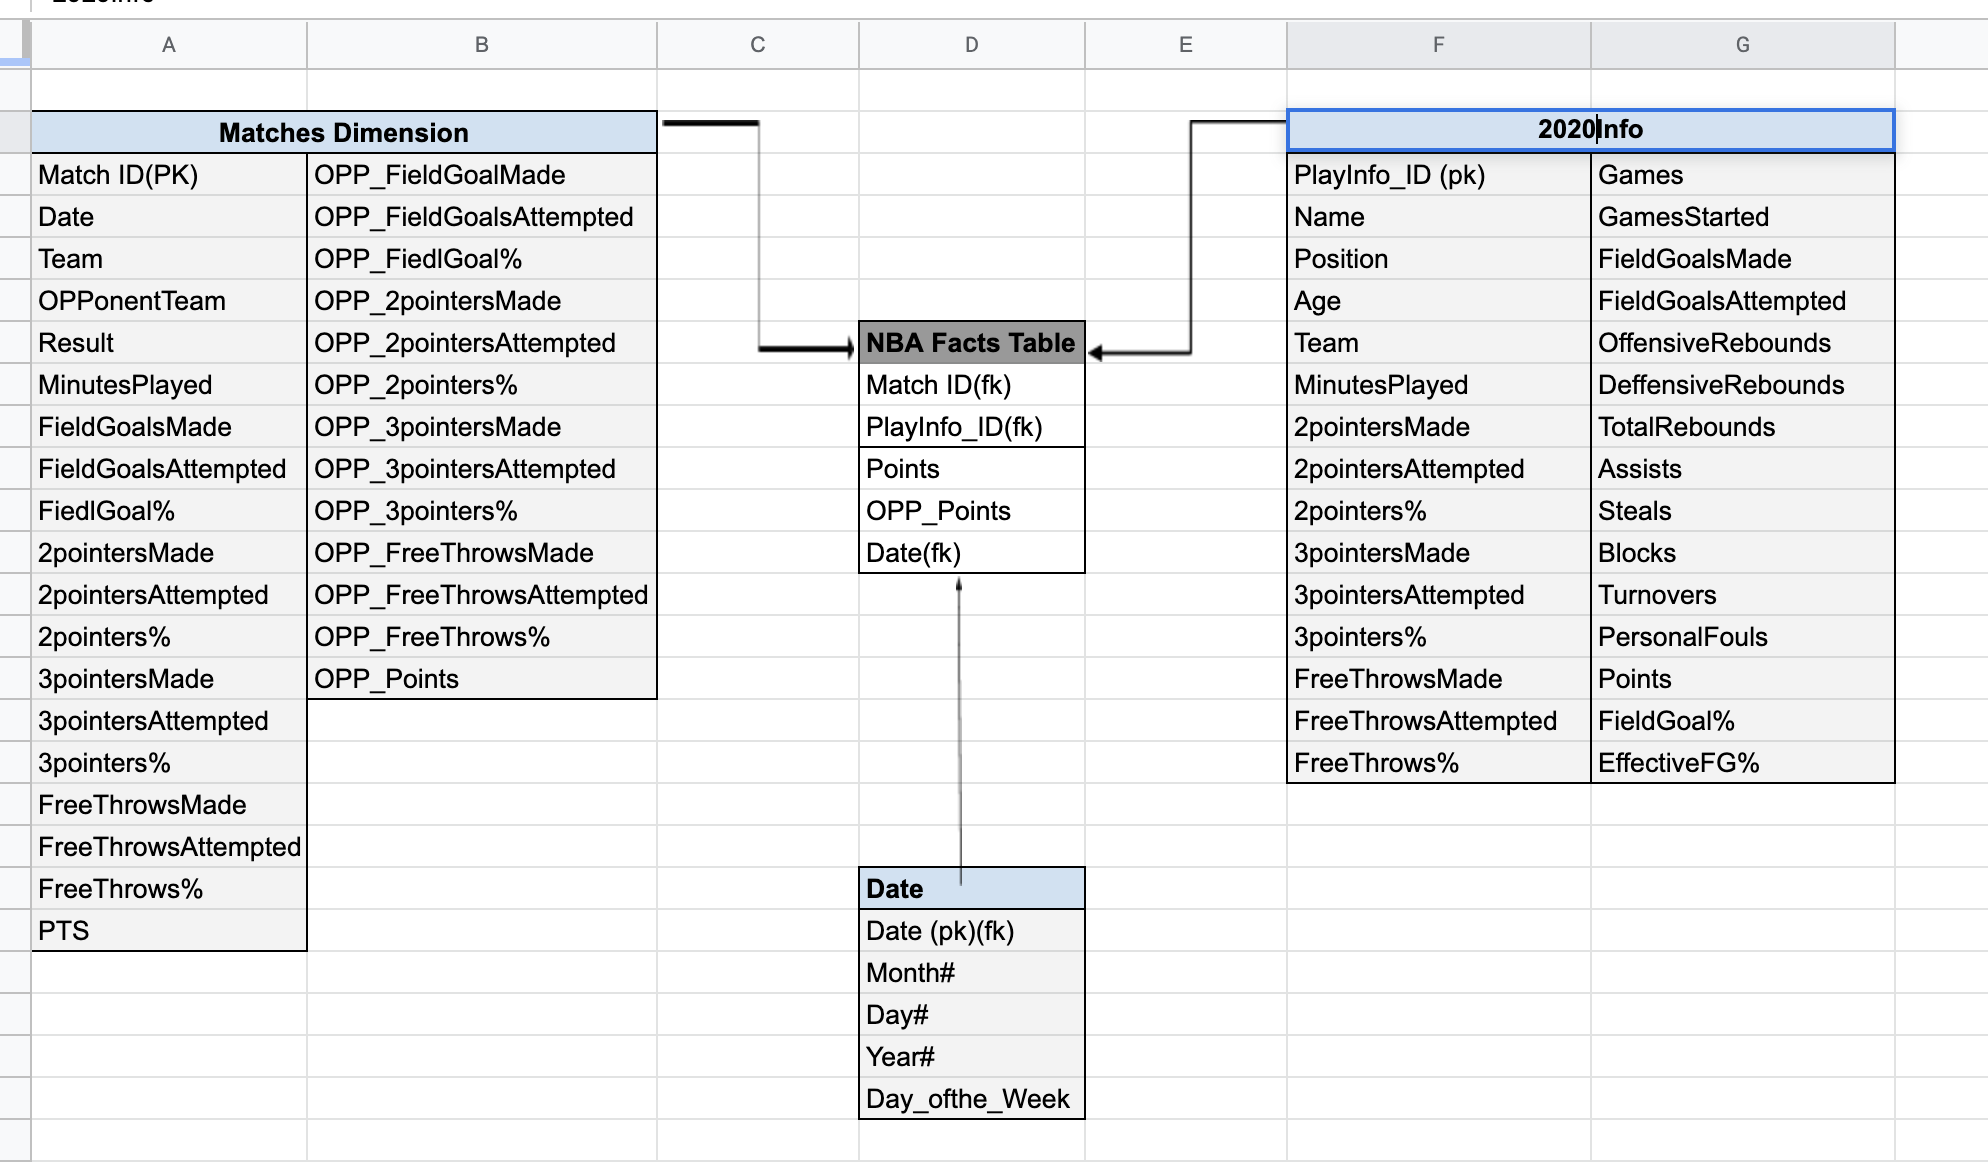 A B C D E F G
Matches Dimension
Match ID(PK)
Date
Team
OPPonentTeam
Result
MinutesPlayed
FieldGoalsMade
FieldGoalsAttempted
FiedlGoal%
2pointersMade
2pointersAttempted
2pointers%
3pointersMade
3pointersAttempted
3pointers%
FreeThrowsMade
FreeThrowsAttempted
FreeThrows%
PTS
OPP_FieldGoalMade
OPP_FieldGoalsAttempted
OPP_FiedlGoal%
OPP_2pointersMade
OPP_2pointersAttempted
OPP_2pointers%
OPP_3pointersMade
OPP_3pointersAttempted
OPP_3pointers%
OPP_FreeThrowsMade
OPP_FreeThrowsAttempted
OPP_FreeThrows%
OPP_Points
NBA Facts Table
Match ID(fk)
PlayInfo_ID(fk)
Points
OPP_Points
Date(fk)
Date
Date (pk)(fk)
Month#
Day#
Year#
Day_ofthe_Week
2020Info
PlayInfo_ID (pk)
Name
Position
Age
Team
MinutesPlayed
2pointersMade
2pointersAttempted
2pointers%
3pointersMade
3pointersAttempted
3pointers%
FreeThrowsMade
FreeThrowsAttempted
FreeThrows%
Games
GamesStarted
FieldGoalsMade
FieldGoalsAttempted
OffensiveRebounds
DeffensiveRebounds
TotalRebounds
Assists
Steals
Blocks
Turnovers
PersonalFouls
Points
FieldGoal%
EffectiveFG%